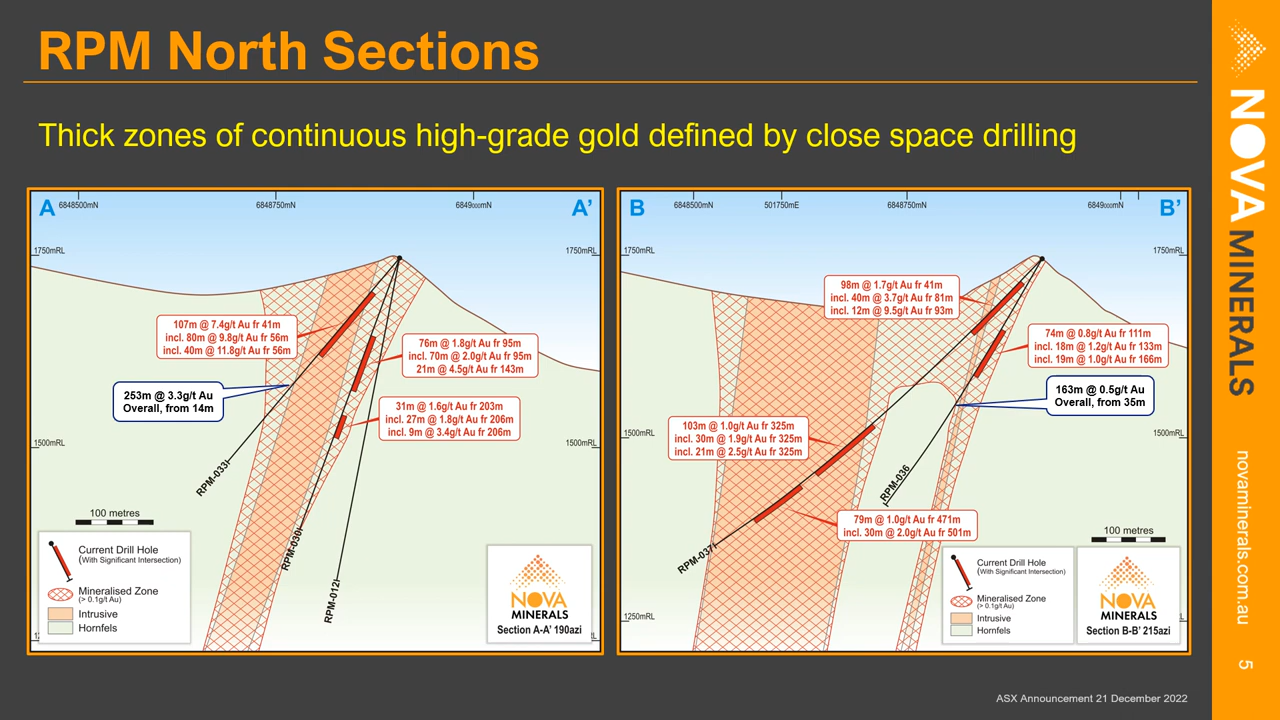 RPM North Sections
Thick zones of continuous high-grade gold defined by close space drilling
A
6848500mN
6848750mN
6849000mN
A’
1750mRL
1750mRL
107m @ 7.4g/t Au fr 41m
incl. 80m @ 9.8g/t Au fr 56m
incl. 40m @ 11.8g/t Au fr 56m
76m @ 1.8g/t Au fr 95m
incl. 70m @ 2.0g/t Au fr 95m
21m @ 4.5g/t Au fr 143m
253m @ 3.3g/t Au
Overall, from 14m
31m @ 1.6g/t Au fr 203m
incl. 27m @ 1.8g/t Au fr 206m
incl. 9m @ 3.4g/t Au fr 206m
1500mRL
1500mRL
RPM-033
RPM-030
RPM-012
100 metres
Current Drill Hole
(With Significant Intersection)
Mineralised Zone
(> 0.1g/t Au)
Intrusive
Hornfels
NOVA
MINERALS
Section A-A’ 190azi
B
6848500mN
501750mE
6848750mN
6849000mN
B’
1750mRL
1750mRL
98m @ 1.7g/t Au fr 41m
incl. 40m @ 3.7g/t Au fr 81m
incl. 12m @ 9.5g/t Au fr 93m
74m @ 0.8g/t Au fr 111m
incl. 18m @ 1.2g/t Au fr 133m
incl. 19m @ 1.0g/t Au fr 166m
163m @ 0.5g/t Au
Overall, from 35m
103m @ 1.0g/t Au fr 325m
incl. 30m @ 1.9g/t Au fr 325m
incl. 21m @ 2.5g/t Au fr 325m
1500mRL
1500mRL
RPM-036
79m @ 1.0g/t Au fr 471m
incl. 30m @ 2.0g/t Au fr 501m
RPM-037
100 metres
1250mRL
Current Drill Hole
(With Significant Intersection)
Mineralised Zone
(> 0.1g/t Au)
Intrusive
Hornfels
NOVA
MINERALS
Section B-B’ 215azi
NOVA MINERALS
novaminerals.com.au
5
ASX Announcement 21 December 2022